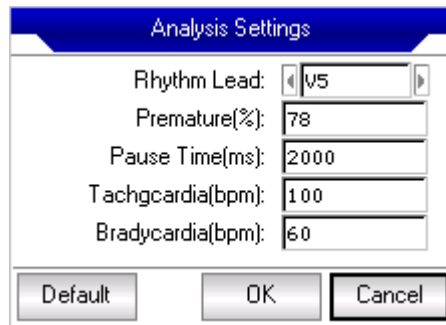 Analysis Settings
Rhythm Lead: V5
Premature(%): 78
Pause Time(ms): 2000
Tachgcardia(bpm): 100
Bradycardia(bpm): 60
Default OK Cancel